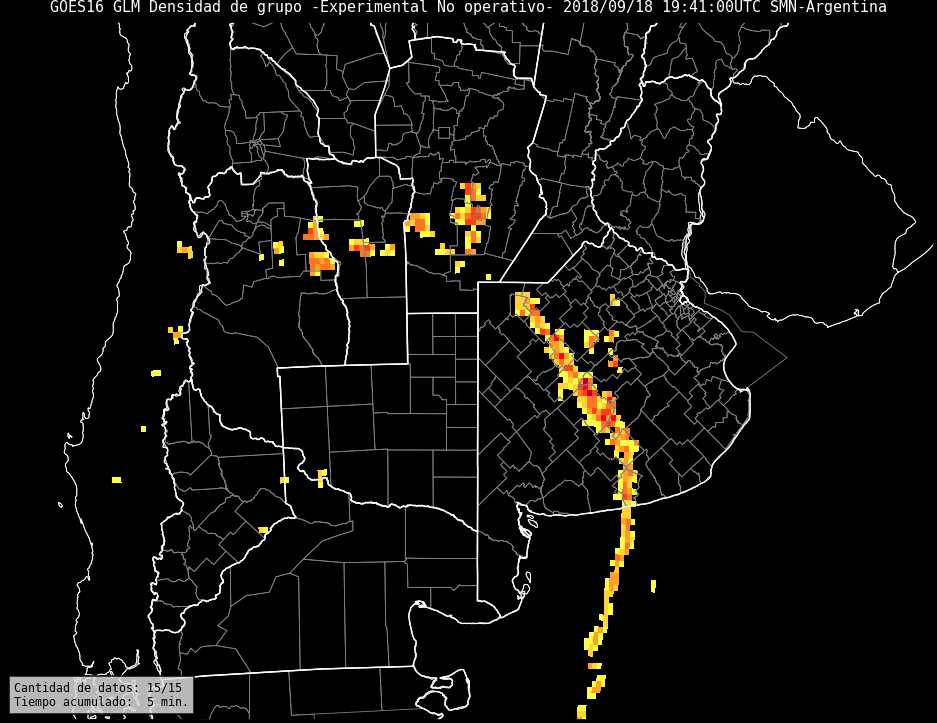 GOES16 GLM Densidad de grupo -Experimental No operativo- 2018/09/18 19:41:00UTC SMN-Argentina
Cantidad de datos: 15/15
Tiempo acumulado:  5 min.